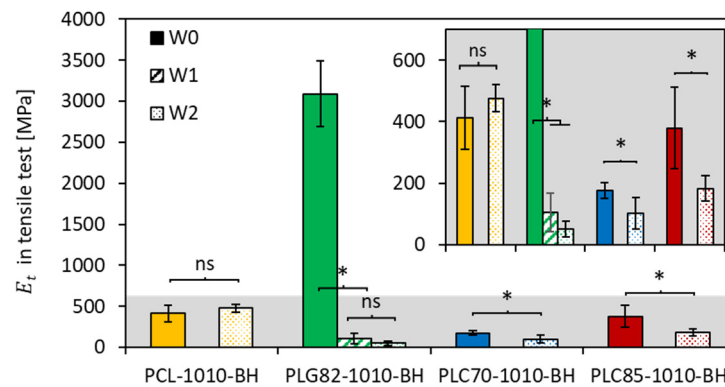 E_t in tensile test [MPa]
4000
3500
3000
2500
2000
1500
1000
500
0
W0
W1
W2
ns
*
ns
*
*
600
400
200
0
ns
*
*
*
PCL-1010-BH PLG82-1010-BH PLC70-1010-BH PLC85-1010-BH